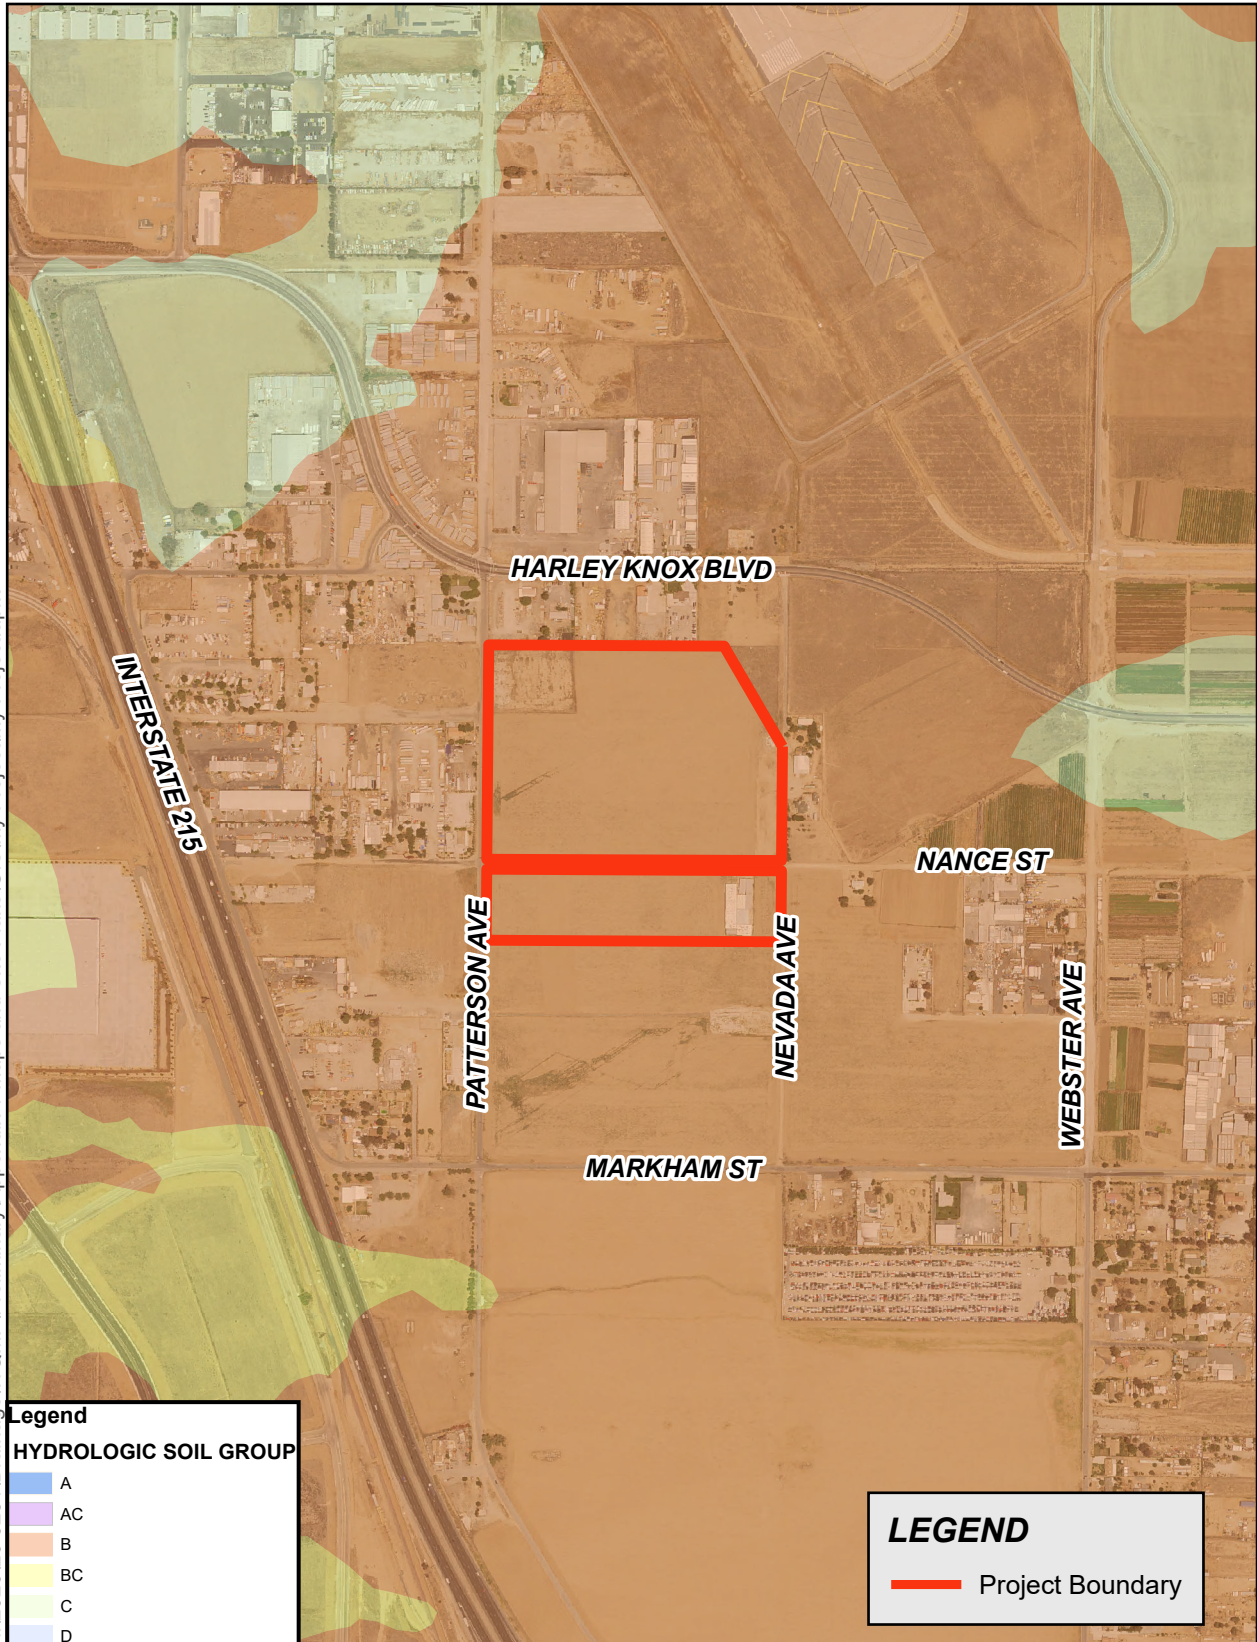 HARLEY KNOX BLVD
INTERSTATE 215
NANCE ST
PATTERSON AVE
NEVADA AVE
WEBSTER AVE
MARKHAM ST
Legend
HYDROLOGIC SOIL GROUP
A
AC
B
BC
C
D
LEGEND
Project Boundary